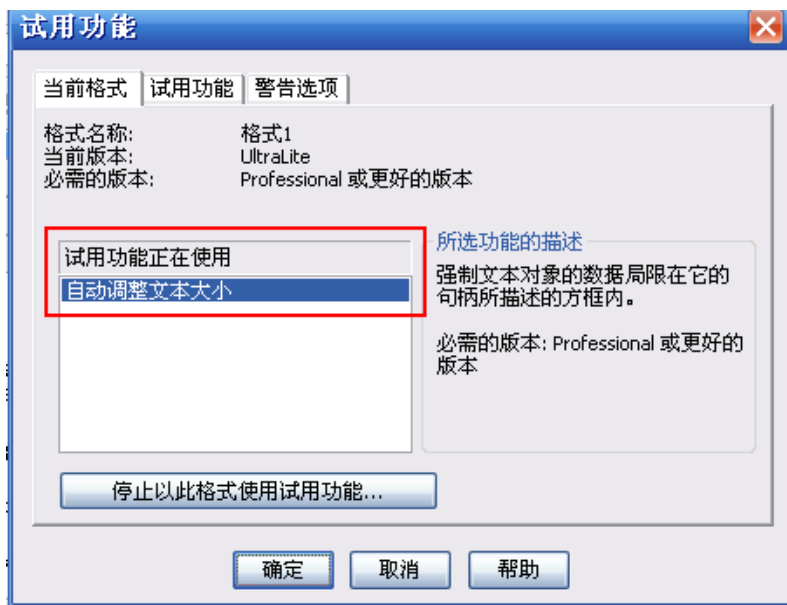 试用功能
当前格式 试用功能 警告选项
格式名称: 格式1
当前版本: UltraLite
必需的版本: Professional 或更好的版本
试用功能正在使用
自动调整文本大小
所选功能的描述
强制文本对象的数据局限在它的
句柄所描述的方框内。
必需的版本: Professional 或更好的
版本
停止以此格式使用试用功能...
确定 取消 帮助